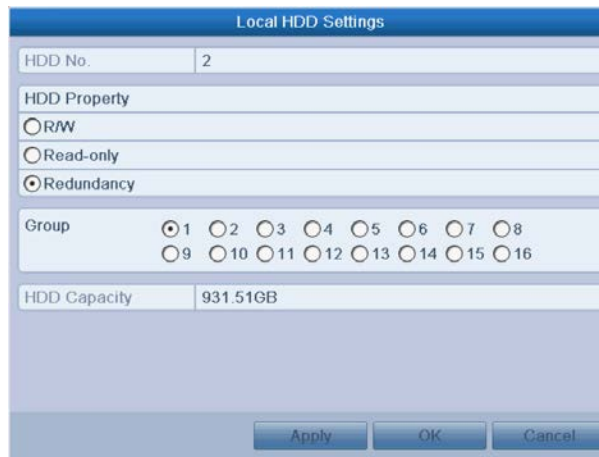 Local HDD Settings
HDD No. 2
HDD Property
R/W
Read-only
Redundancy
Group 1 2 3 4 5 6 7 8
9 10 11 12 13 14 15 16
HDD Capacity 931.51GB
Apply OK Cancel